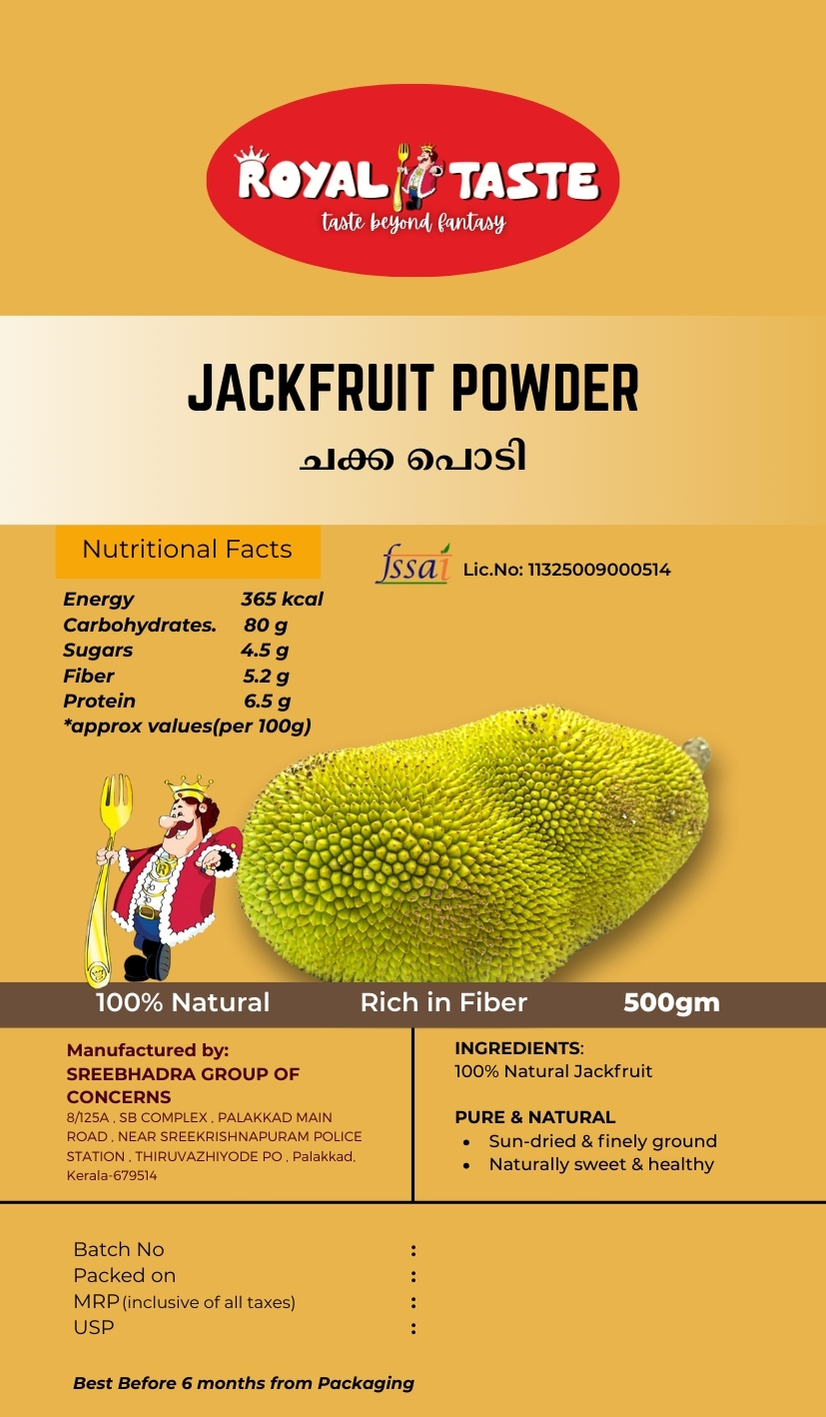 ROYAL TASTE
taste beyond fantasy
JACKFRUIT POWDER
ചക്ക പൊടി
Nutritional Facts
fssai Lic.No: 11325009000514
Energy 365 kcal
Carbohydrates. 80 g
Sugars 4.5 g
Fiber 5.2 g
Protein 6.5 g
*approx values(per 100g)
100% Natural Rich in Fiber 500gm
Manufactured by:
SREEBHADRA GROUP OF
CONCERNS
8/125A , SB COMPLEX , PALAKKAD MAIN
ROAD , NEAR SREEKRISHNAPURAM POLICE
STATION , THIRUVAZHIYODE PO , Palakkad,
Kerala-679514
INGREDIENTS:
100% Natural Jackfruit
PURE & NATURAL
• Sun-dried & finely ground
• Naturally sweet & healthy
Batch No :
Packed on :
MRP(inclusive of all taxes) :
USP :
Best Before 6 months from Packaging